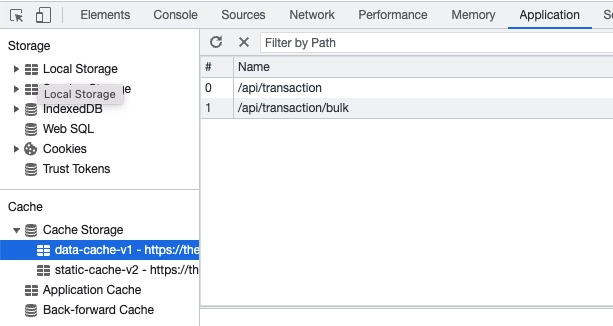 Elements Console Sources Network Performance Memory Application
Storage
Filter by Path
Local Storage
# Name
0 /api/transaction
Local Storage
1 /api/transaction/bulk
IndexedDB
Web SQL
Cookies
Trust Tokens
Cache
Cache Storage
data-cache-v1 - https://the
static-cache-v2 - https://th
Application Cache
Back-forward Cache